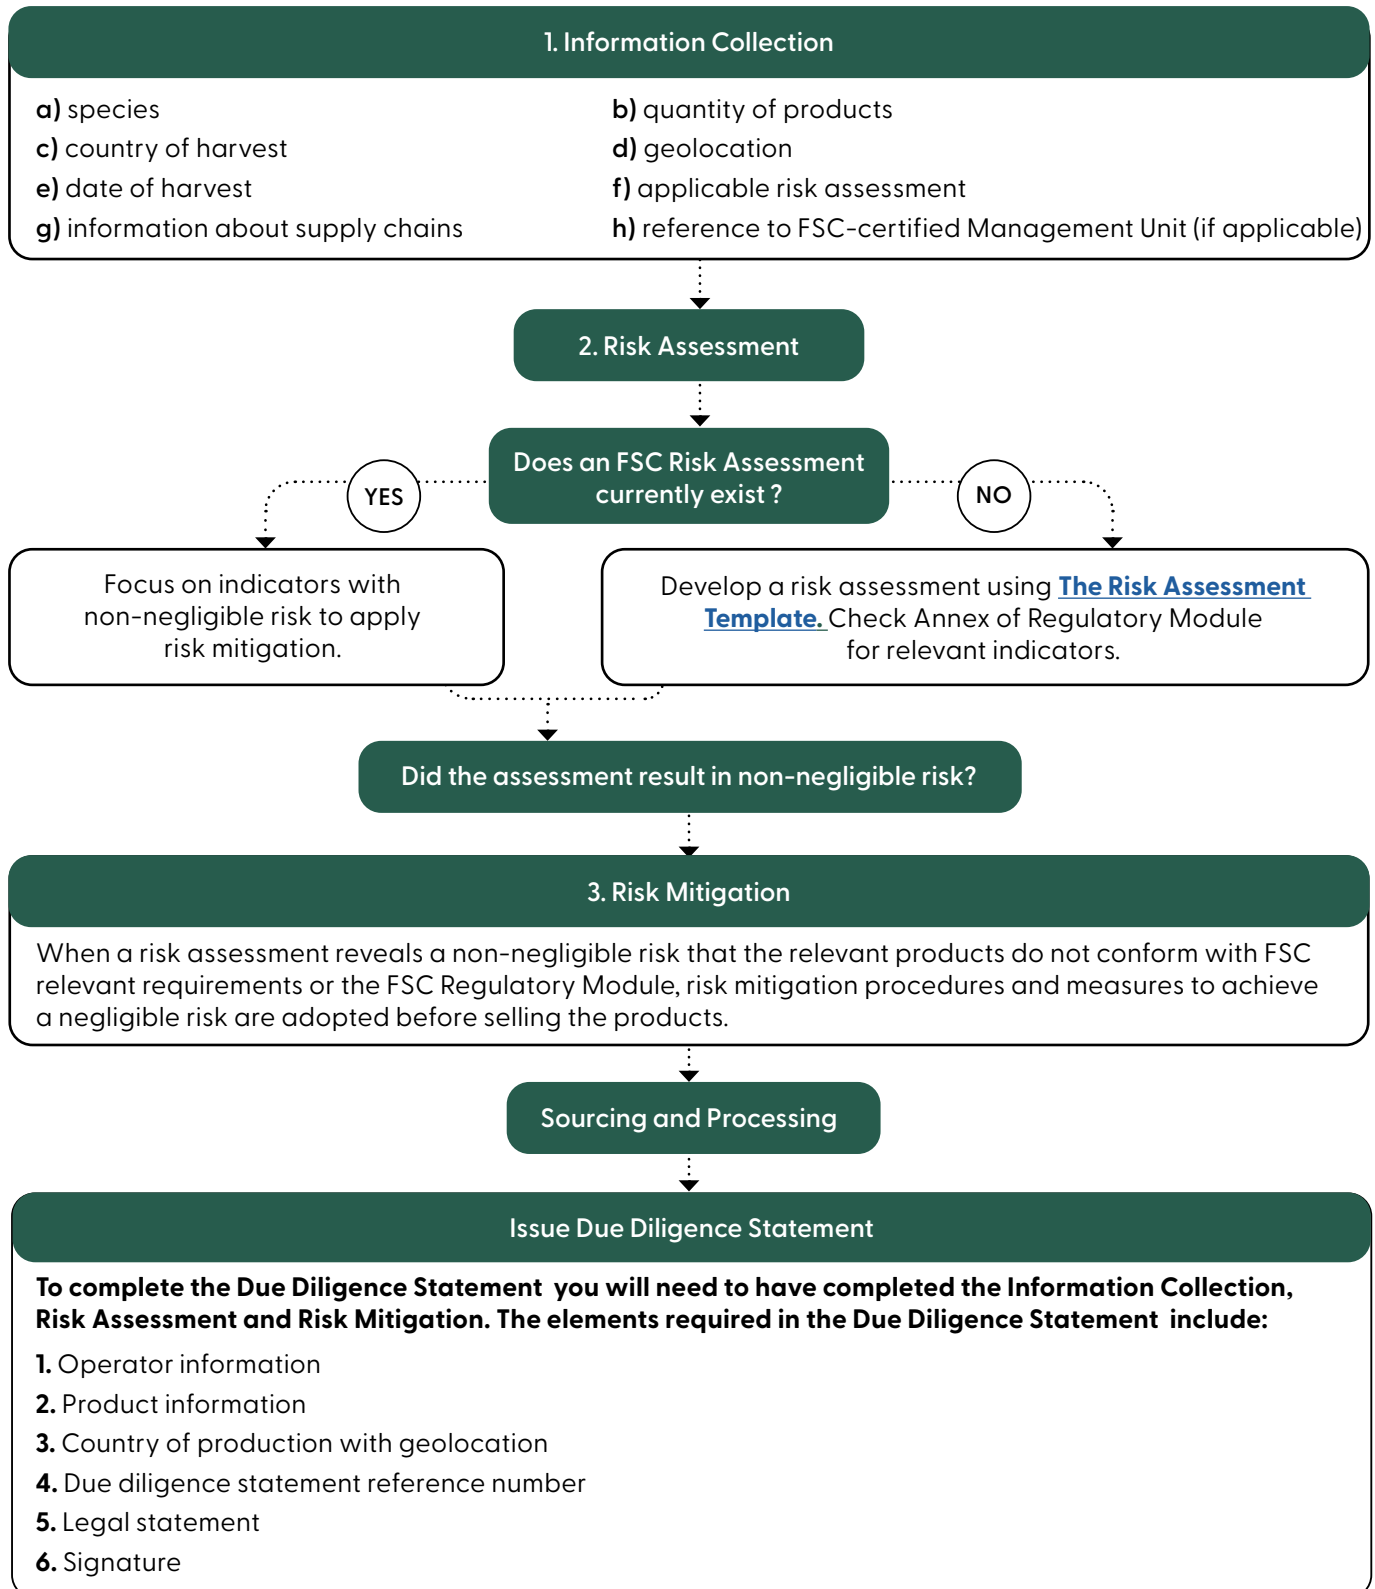 1. Information Collection
a) species
b) quantity of products
c) country of harvest
d) geolocation
e) date of harvest
f) applicable risk assessment
g) information about supply chains
h) reference to FSC-certified Management Unit (if applicable)
2. Risk Assessment
Does an FSC Risk Assessment
currently exist ?
YES
NO
Focus on indicators with
non-negligible risk to apply
risk mitigation.
Develop a risk assessment using The Risk Assessment
Template. Check Annex of Regulatory Module
for relevant indicators.
Did the assessment result in non-negligible risk?
3. Risk Mitigation
When a risk assessment reveals a non-negligible risk that the relevant products do not conform with FSC
relevant requirements or the FSC Regulatory Module, risk mitigation procedures and measures to achieve
a negligible risk are adopted before selling the products.
Sourcing and Processing
Issue Due Diligence Statement
To complete the Due Diligence Statement you will need to have completed the Information Collection,
Risk Assessment and Risk Mitigation. The elements required in the Due Diligence Statement include:
1. Operator information
2. Product information
3. Country of production with geolocation
4. Due diligence statement reference number
5. Legal statement
6. Signature